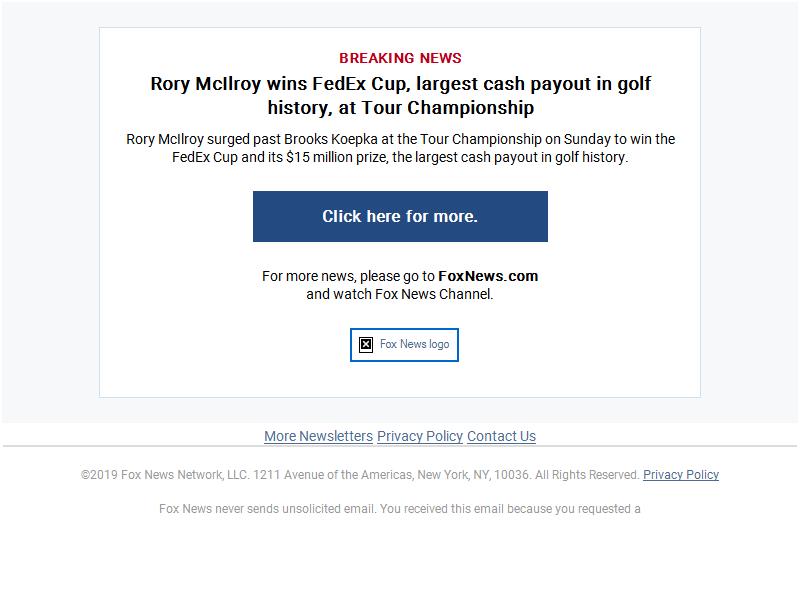 BREAKING NEWS
Rory McIlroy wins FedEx Cup, largest cash payout in golf
history, at Tour Championship
Rory McIlroy surged past Brooks Koepka at the Tour Championship on Sunday to win the
FedEx Cup and its $15 million prize, the largest cash payout in golf history.
Click here for more.
For more news, please go to FoxNews.com
and watch Fox News Channel.
Fox News logo
More Newsletters Privacy Policy Contact Us
©2019 Fox News Network, LLC. 1211 Avenue of the Americas, New York, NY, 10036. All Rights Reserved. Privacy Policy
Fox News never sends unsolicited email. You received this email because you requested a